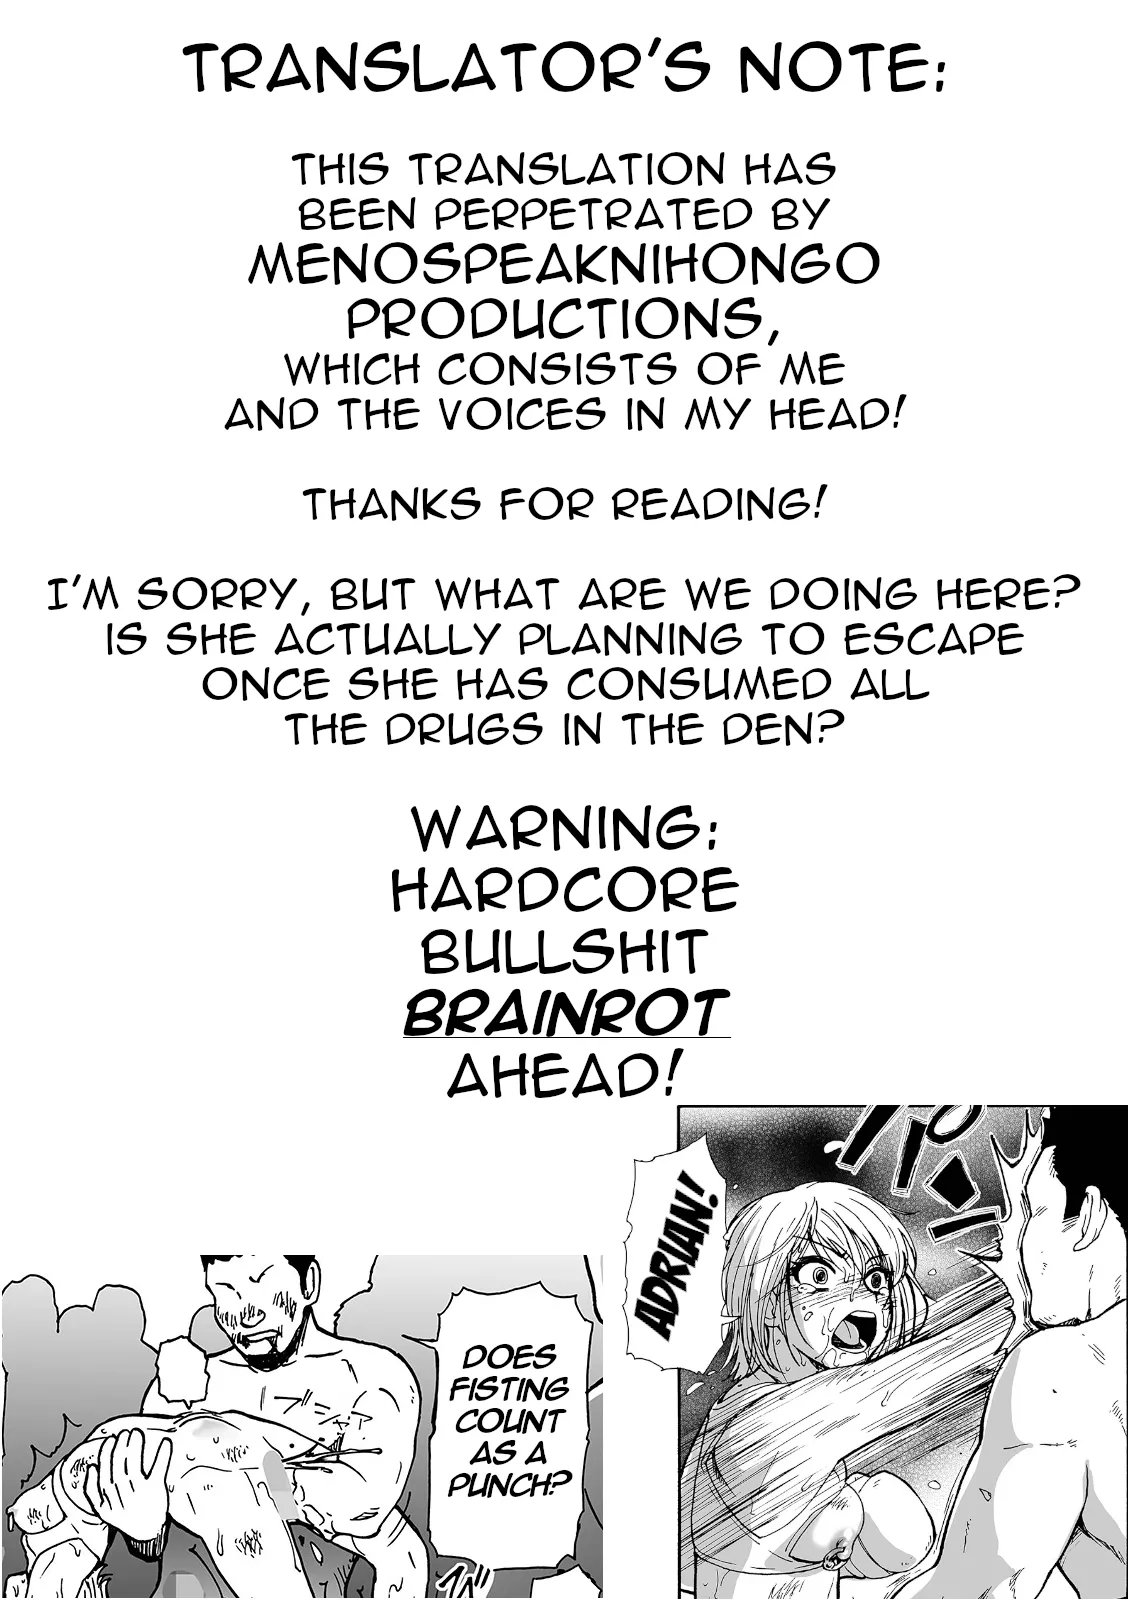 TRANSLATOR'S NOTE:
THIS TRANSLATION HAS
BEEN PERPETRATED BY
MENOSPEAKNIHONGO
PRODUCTIONS,
WHICH CONSISTS OF ME
AND THE VOICES IN MY HEAD!
THANKS FOR READING!
I'M SORRY, BUT WHAT ARE WE DOING HERE?
IS SHE ACTUALLY PLANNING TO ESCAPE
ONCE SHE HAS CONSUMED ALL
THE DRUGS IN THE DEN?
WARNING:
HARDCORE
BULLSHIT
BRAINROT
AHEAD!
ADRIAN!
DOES
FISTING
COUNT
AS A
PUNCH?